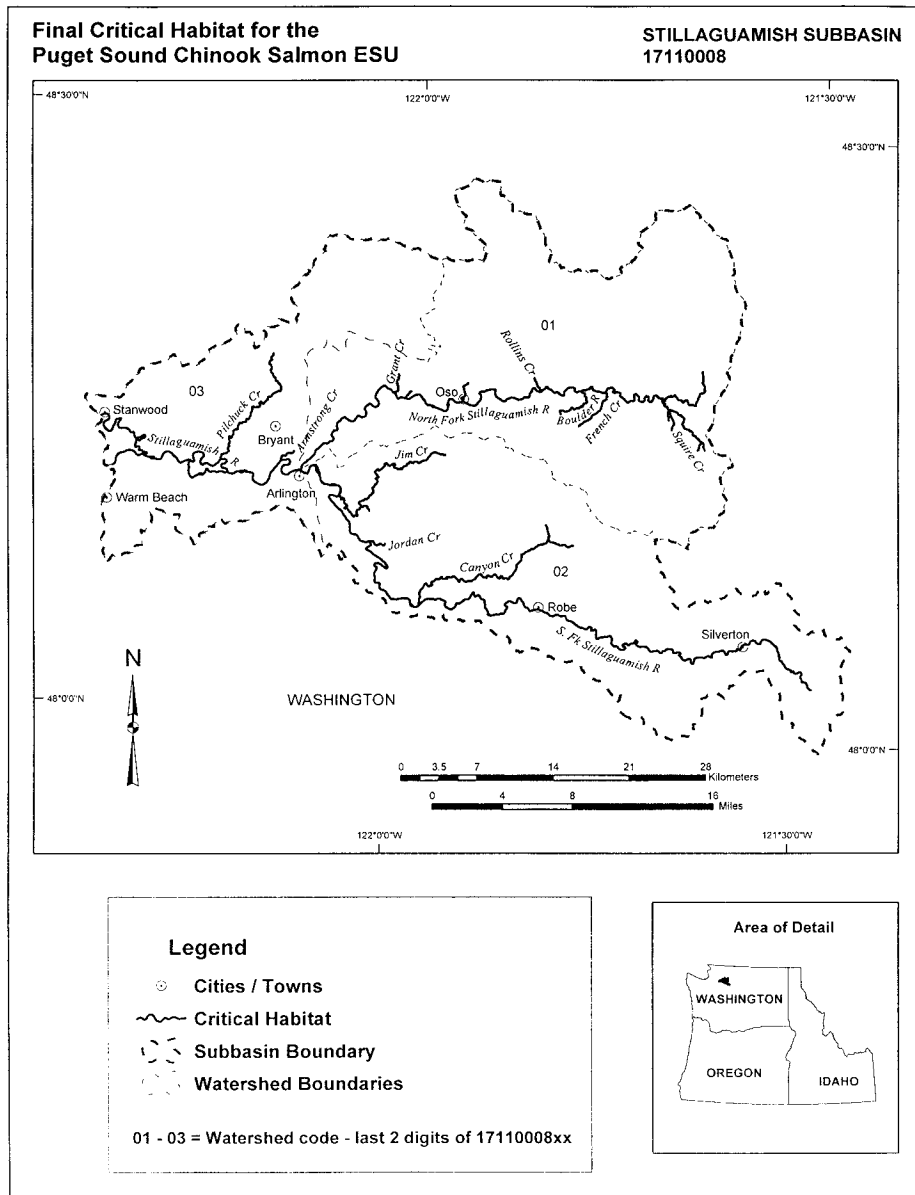 Final Critical Habitat for the
Puget Sound Chinook Salmon ESU
STILLAGUAMISH SUBBASIN
17110008
48°30'0"N
122°0'0"W
121°30'0"W
48°30'0"N
01
Rollins Cr
Grant Cr
03
Pilchuck Cr
Oso
Stanwood
Armstrong Cr
North Fork Stillaguamish R
Boulder R
French Cr
Bryant
Stillaguamish R
Squire Cr
Jim Cr
Arlington
Warm Beach
Jordan Cr
Canyon Cr
02
Robe
S. Fk Stillaguamish R
Silverton
N
48°0'0"N
WASHINGTON
48°0'0"N
0 3.5 7 14 21 28
Kilometers
0 4 8 16
Miles
122°0'0"W
121°30'0"W
Legend
Cities / Towns
Critical Habitat
Subbasin Boundary
Watershed Boundaries
01 - 03 = Watershed code - last 2 digits of 17110008xx
Area of Detail
WASHINGTON
OREGON
IDAHO